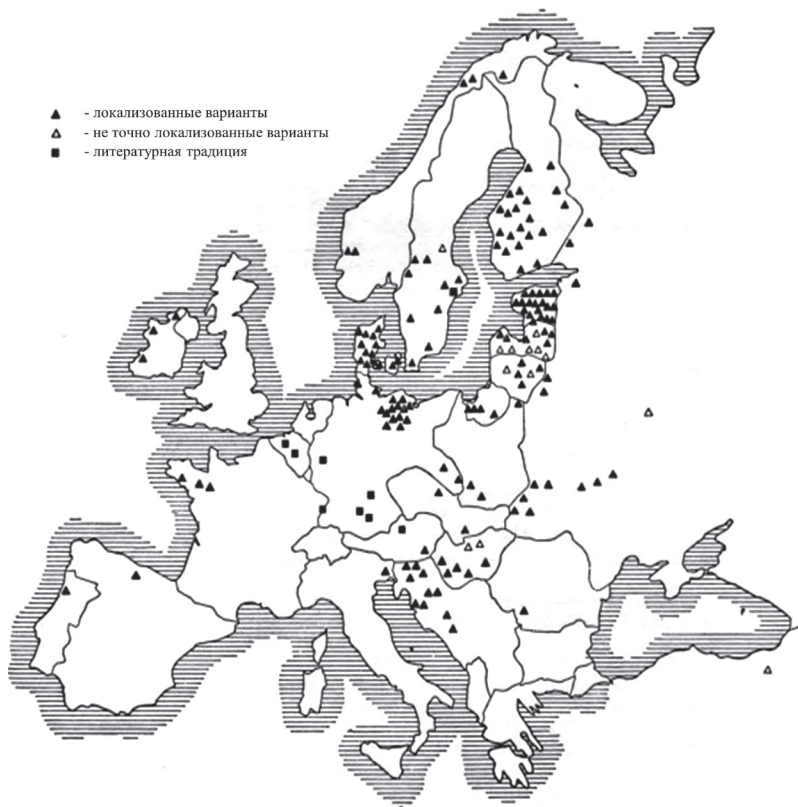 - локализованные варианты
- не точно локализованные варианты
- литературная традиция